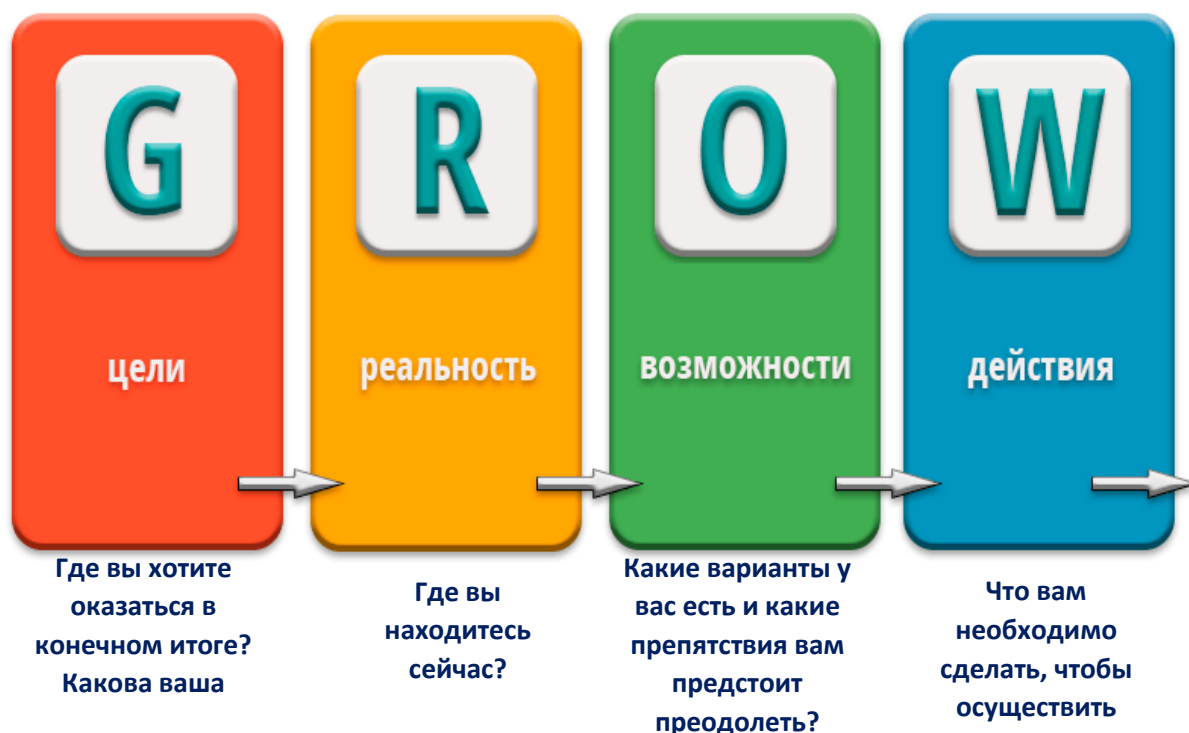 G
цели
Где вы хотите
оказаться в
конечном итоге?
Какова ваша
R
реальность
Где вы
находитесь
сейчас?
O
возможности
Какие варианты у
вас есть и какие
препятствия вам
предстоит
преодолеть?
W
действия
Что вам
необходимо
сделать, чтобы
осуществить